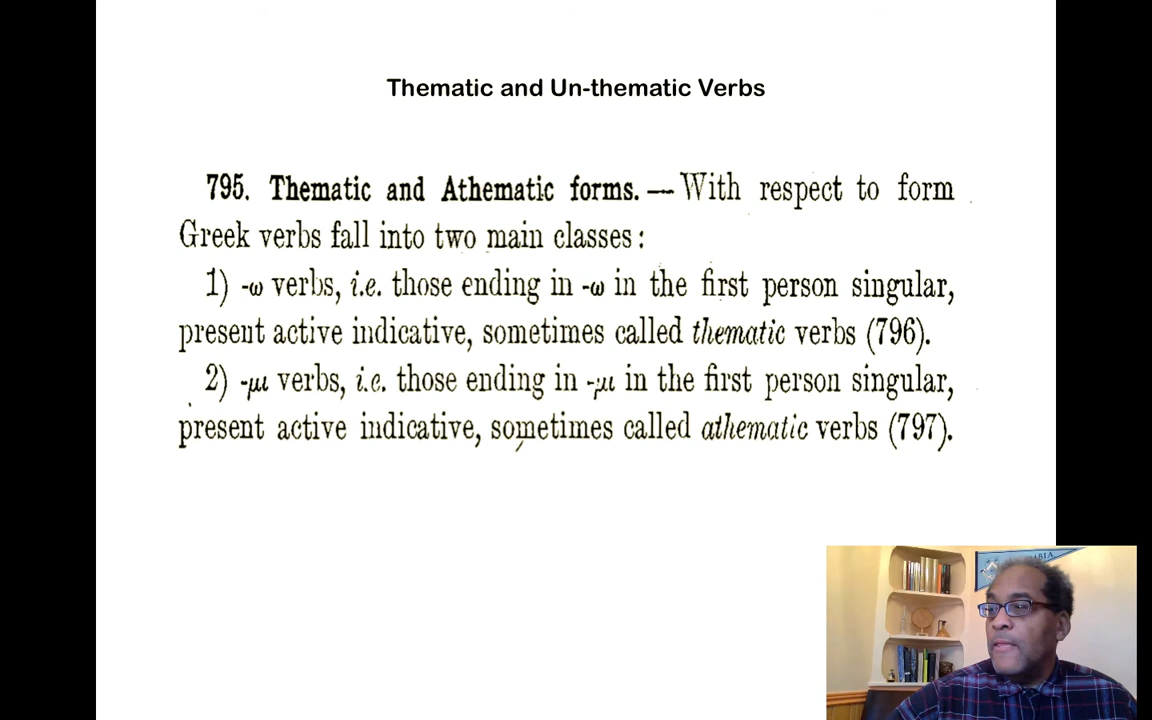 Thematic and Un-thematic Verbs
795. Thematic and Athematic forms. — With respect to form
Greek verbs fall into two main classes:
1) -ω verbs, i.e. those ending in -ω in the first person singular,
present active indicative, sometimes called thematic verbs (796).
2) -μι verbs, i.e. those ending in -μι in the first person singular,
present active indicative, sometimes called athematic verbs (797).